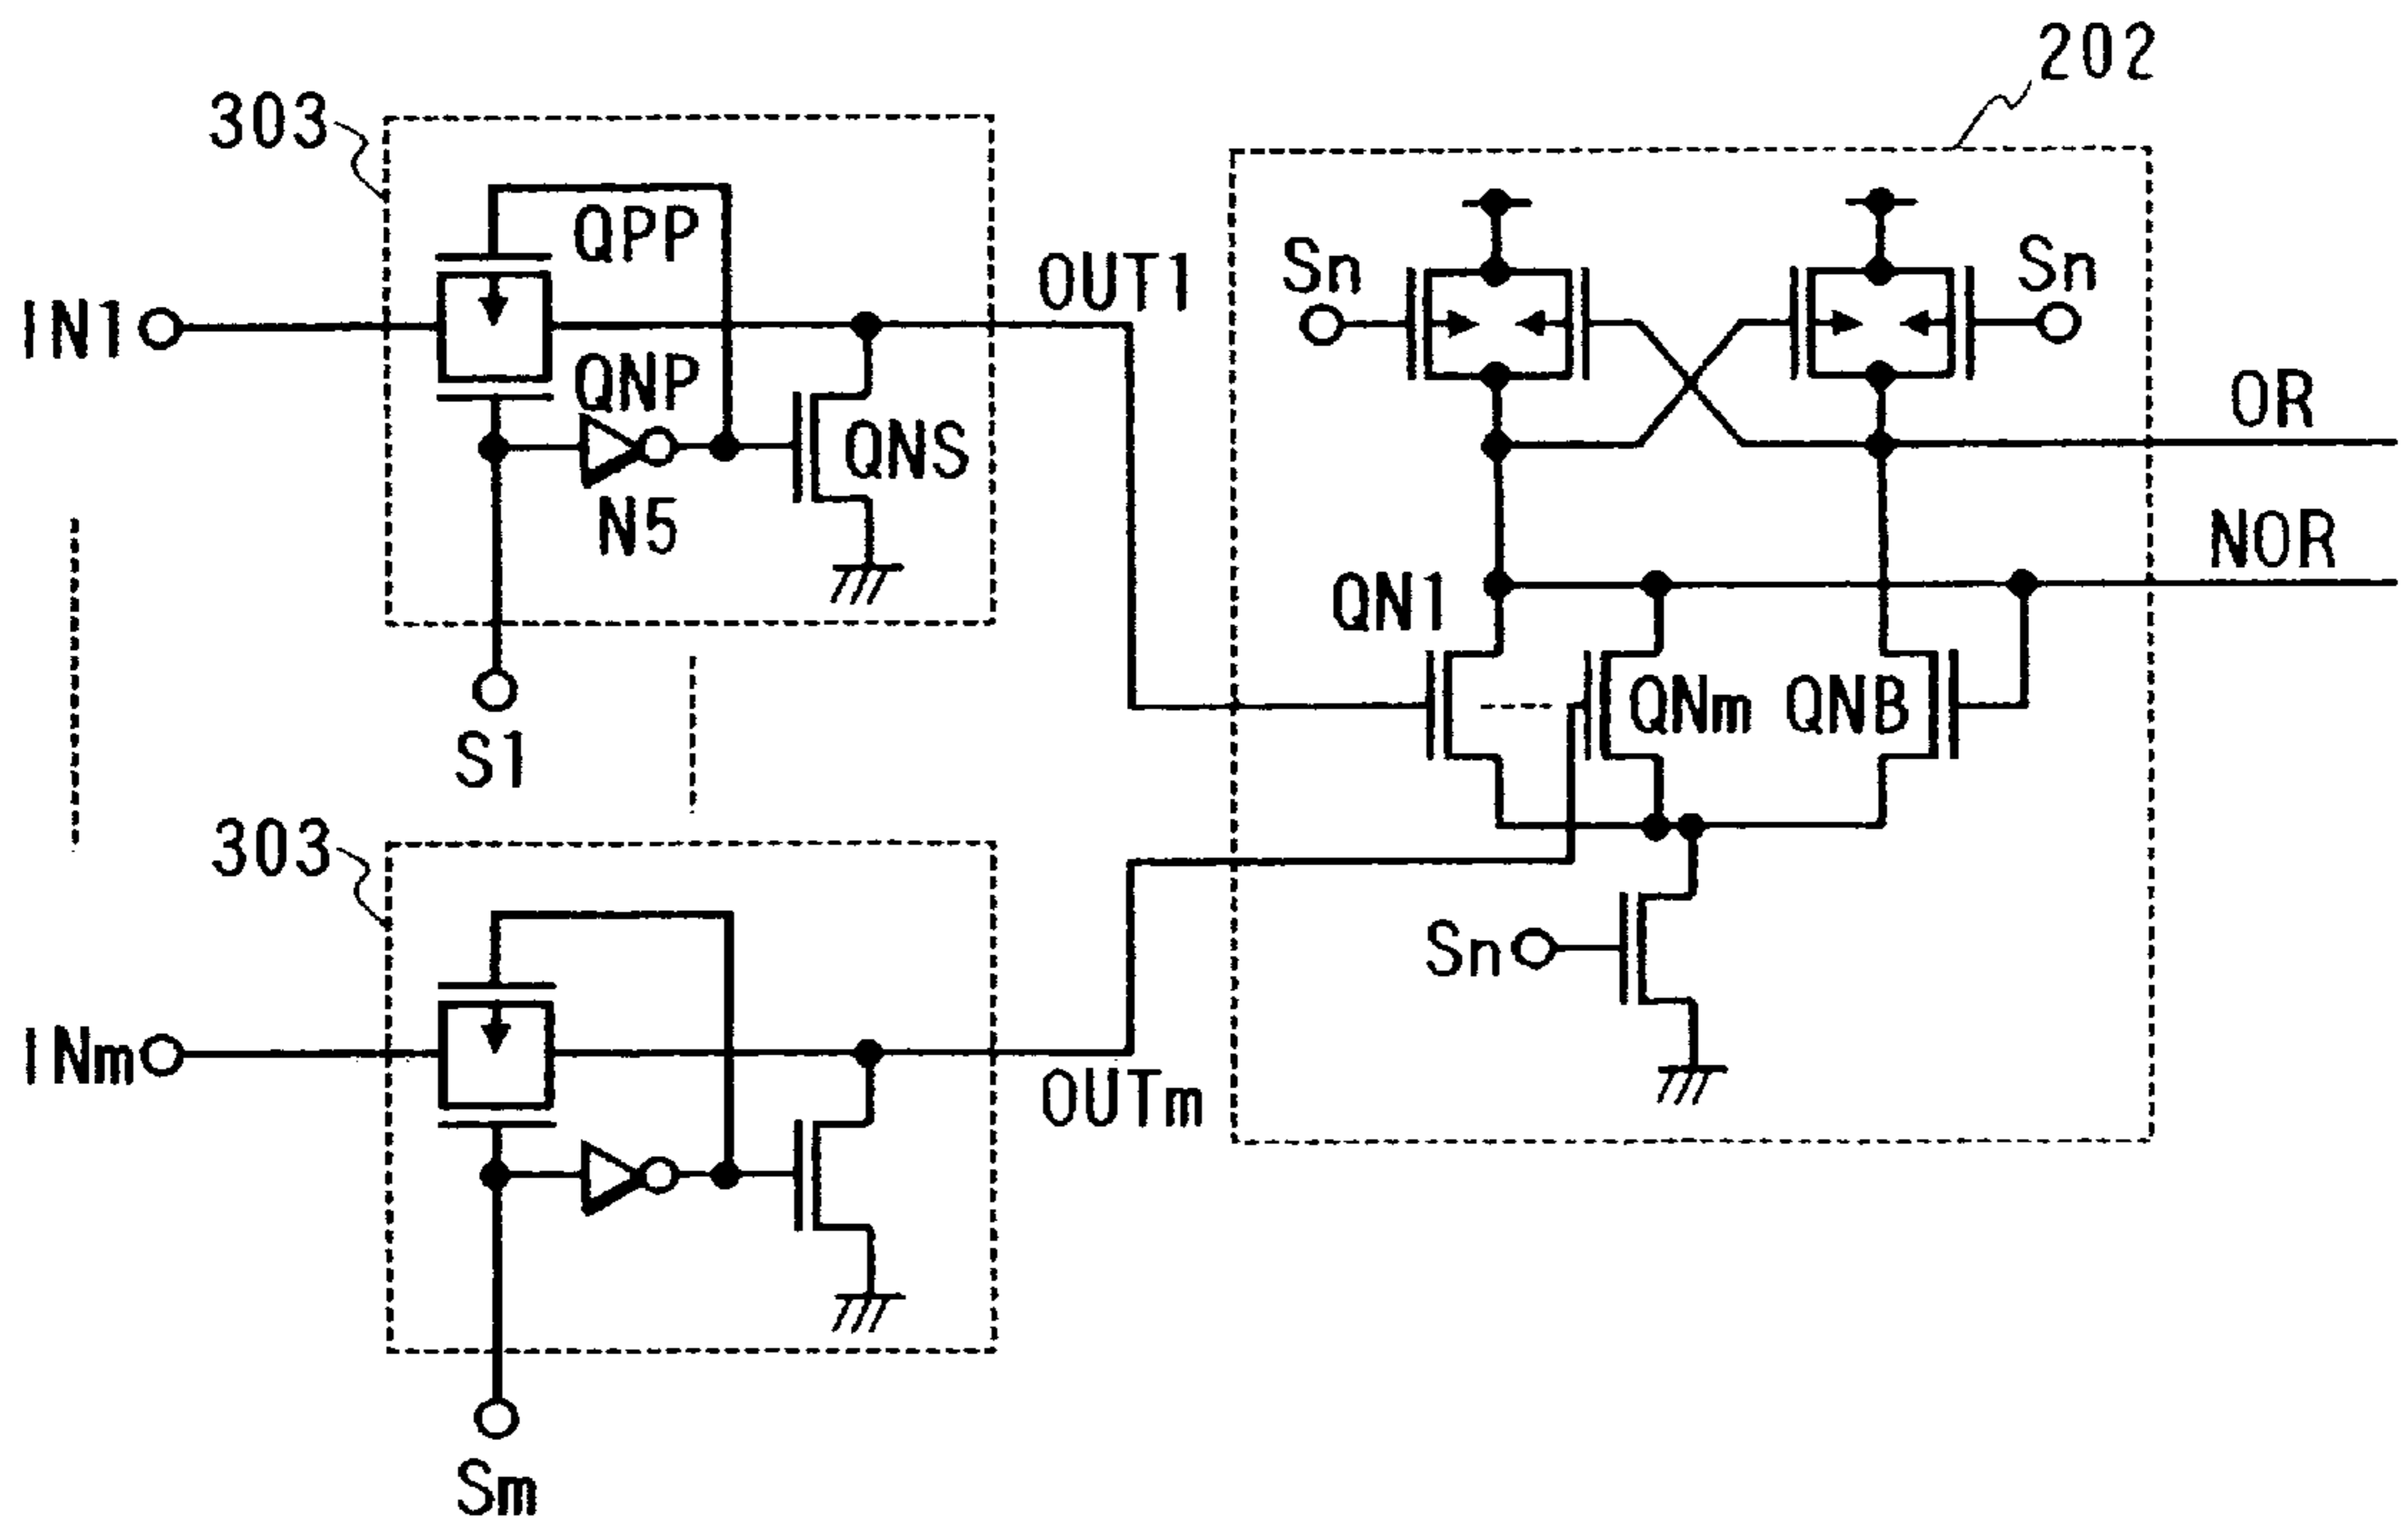 202
303
QPP
IN1
OUT1
Sn
Sn
QNP
OR
QNS
N5
NOR
QN1
QNm
QNB
S1
303
Sn
INm
OUTm
Sm